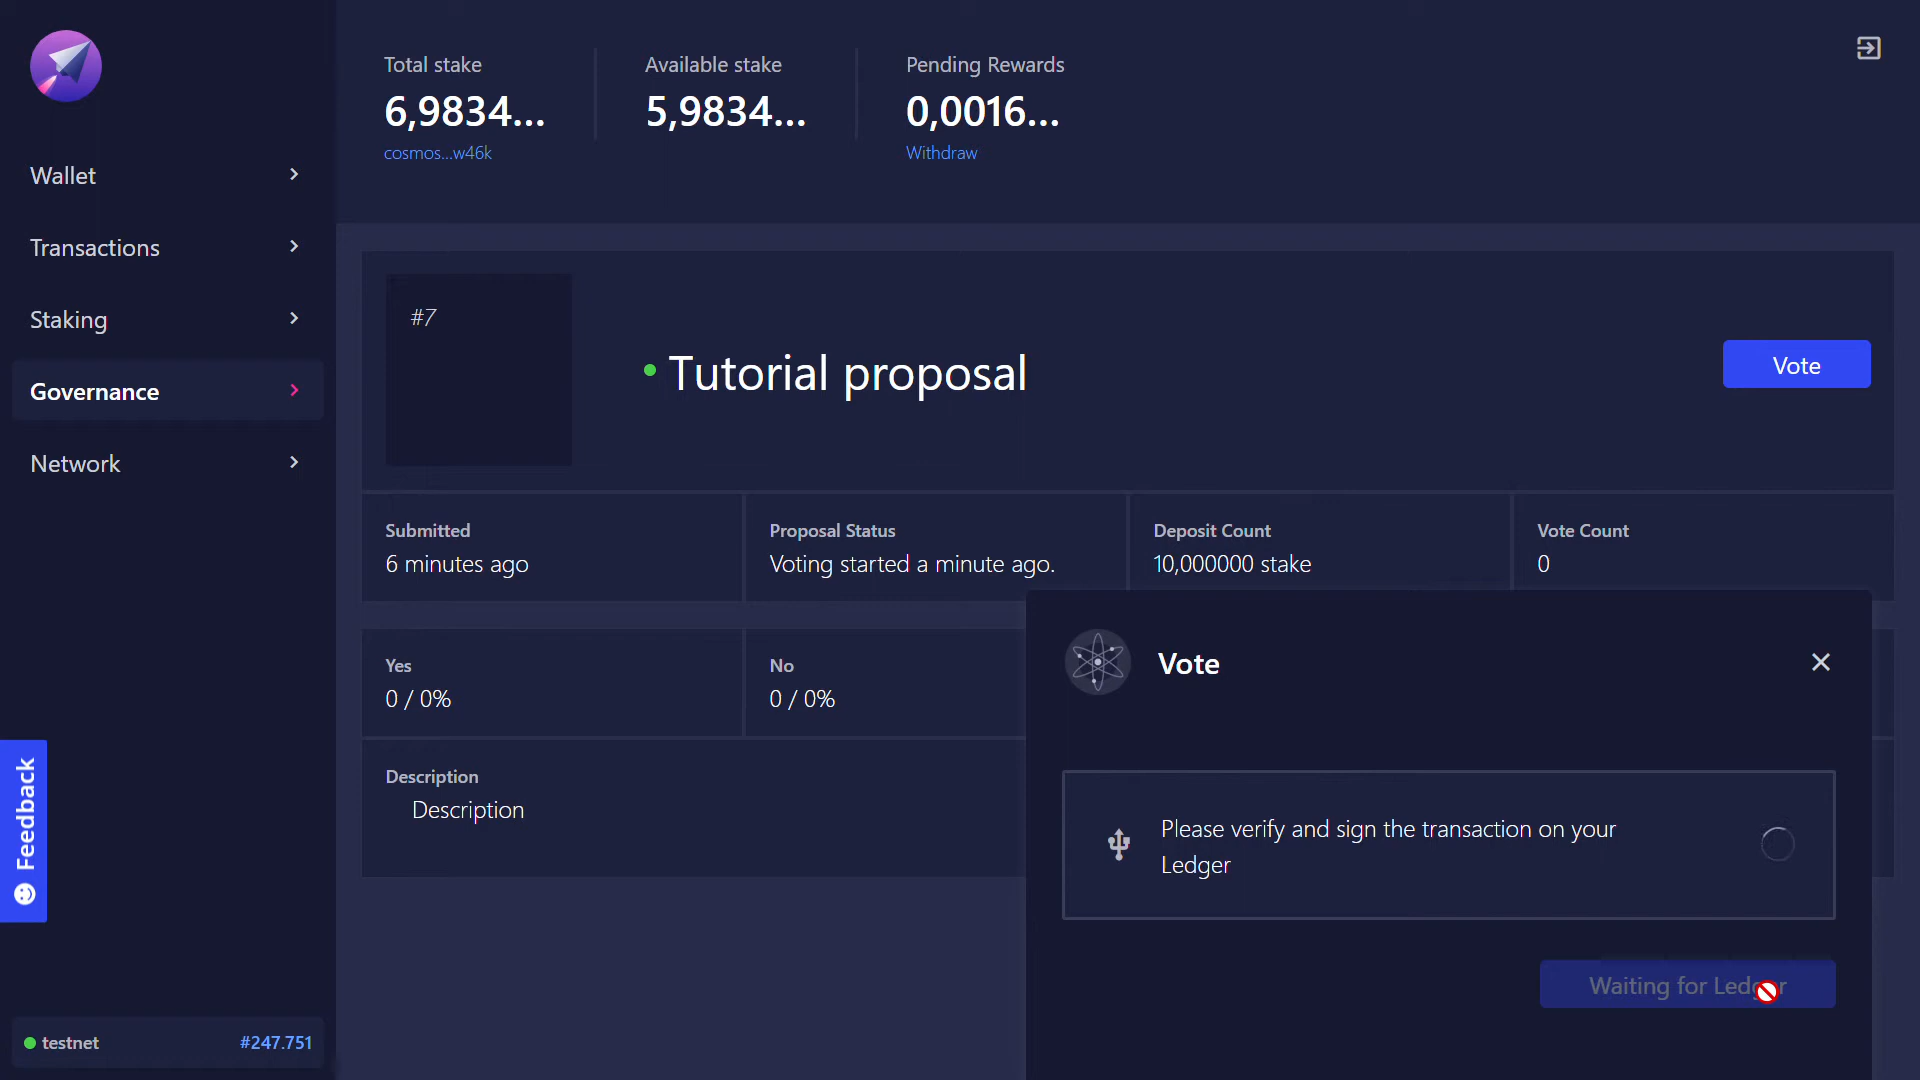 Total stake
6,9834...
cosmos...w46k
Available stake
5,9834...
Pending Rewards
0,0016...
Withdraw
Wallet
Transactions
Staking
Governance
Network
Feedback
testnet
#247.751
#7
Tutorial proposal
Vote
Submitted
6 minutes ago
Proposal Status
Voting started a minute ago.
Deposit Count
10,000000 stake
Vote Count
0
Yes
0 / 0%
No
0 / 0%
Description
Description
Vote
Please verify and sign the transaction on your
Ledger
Waiting for Ledger